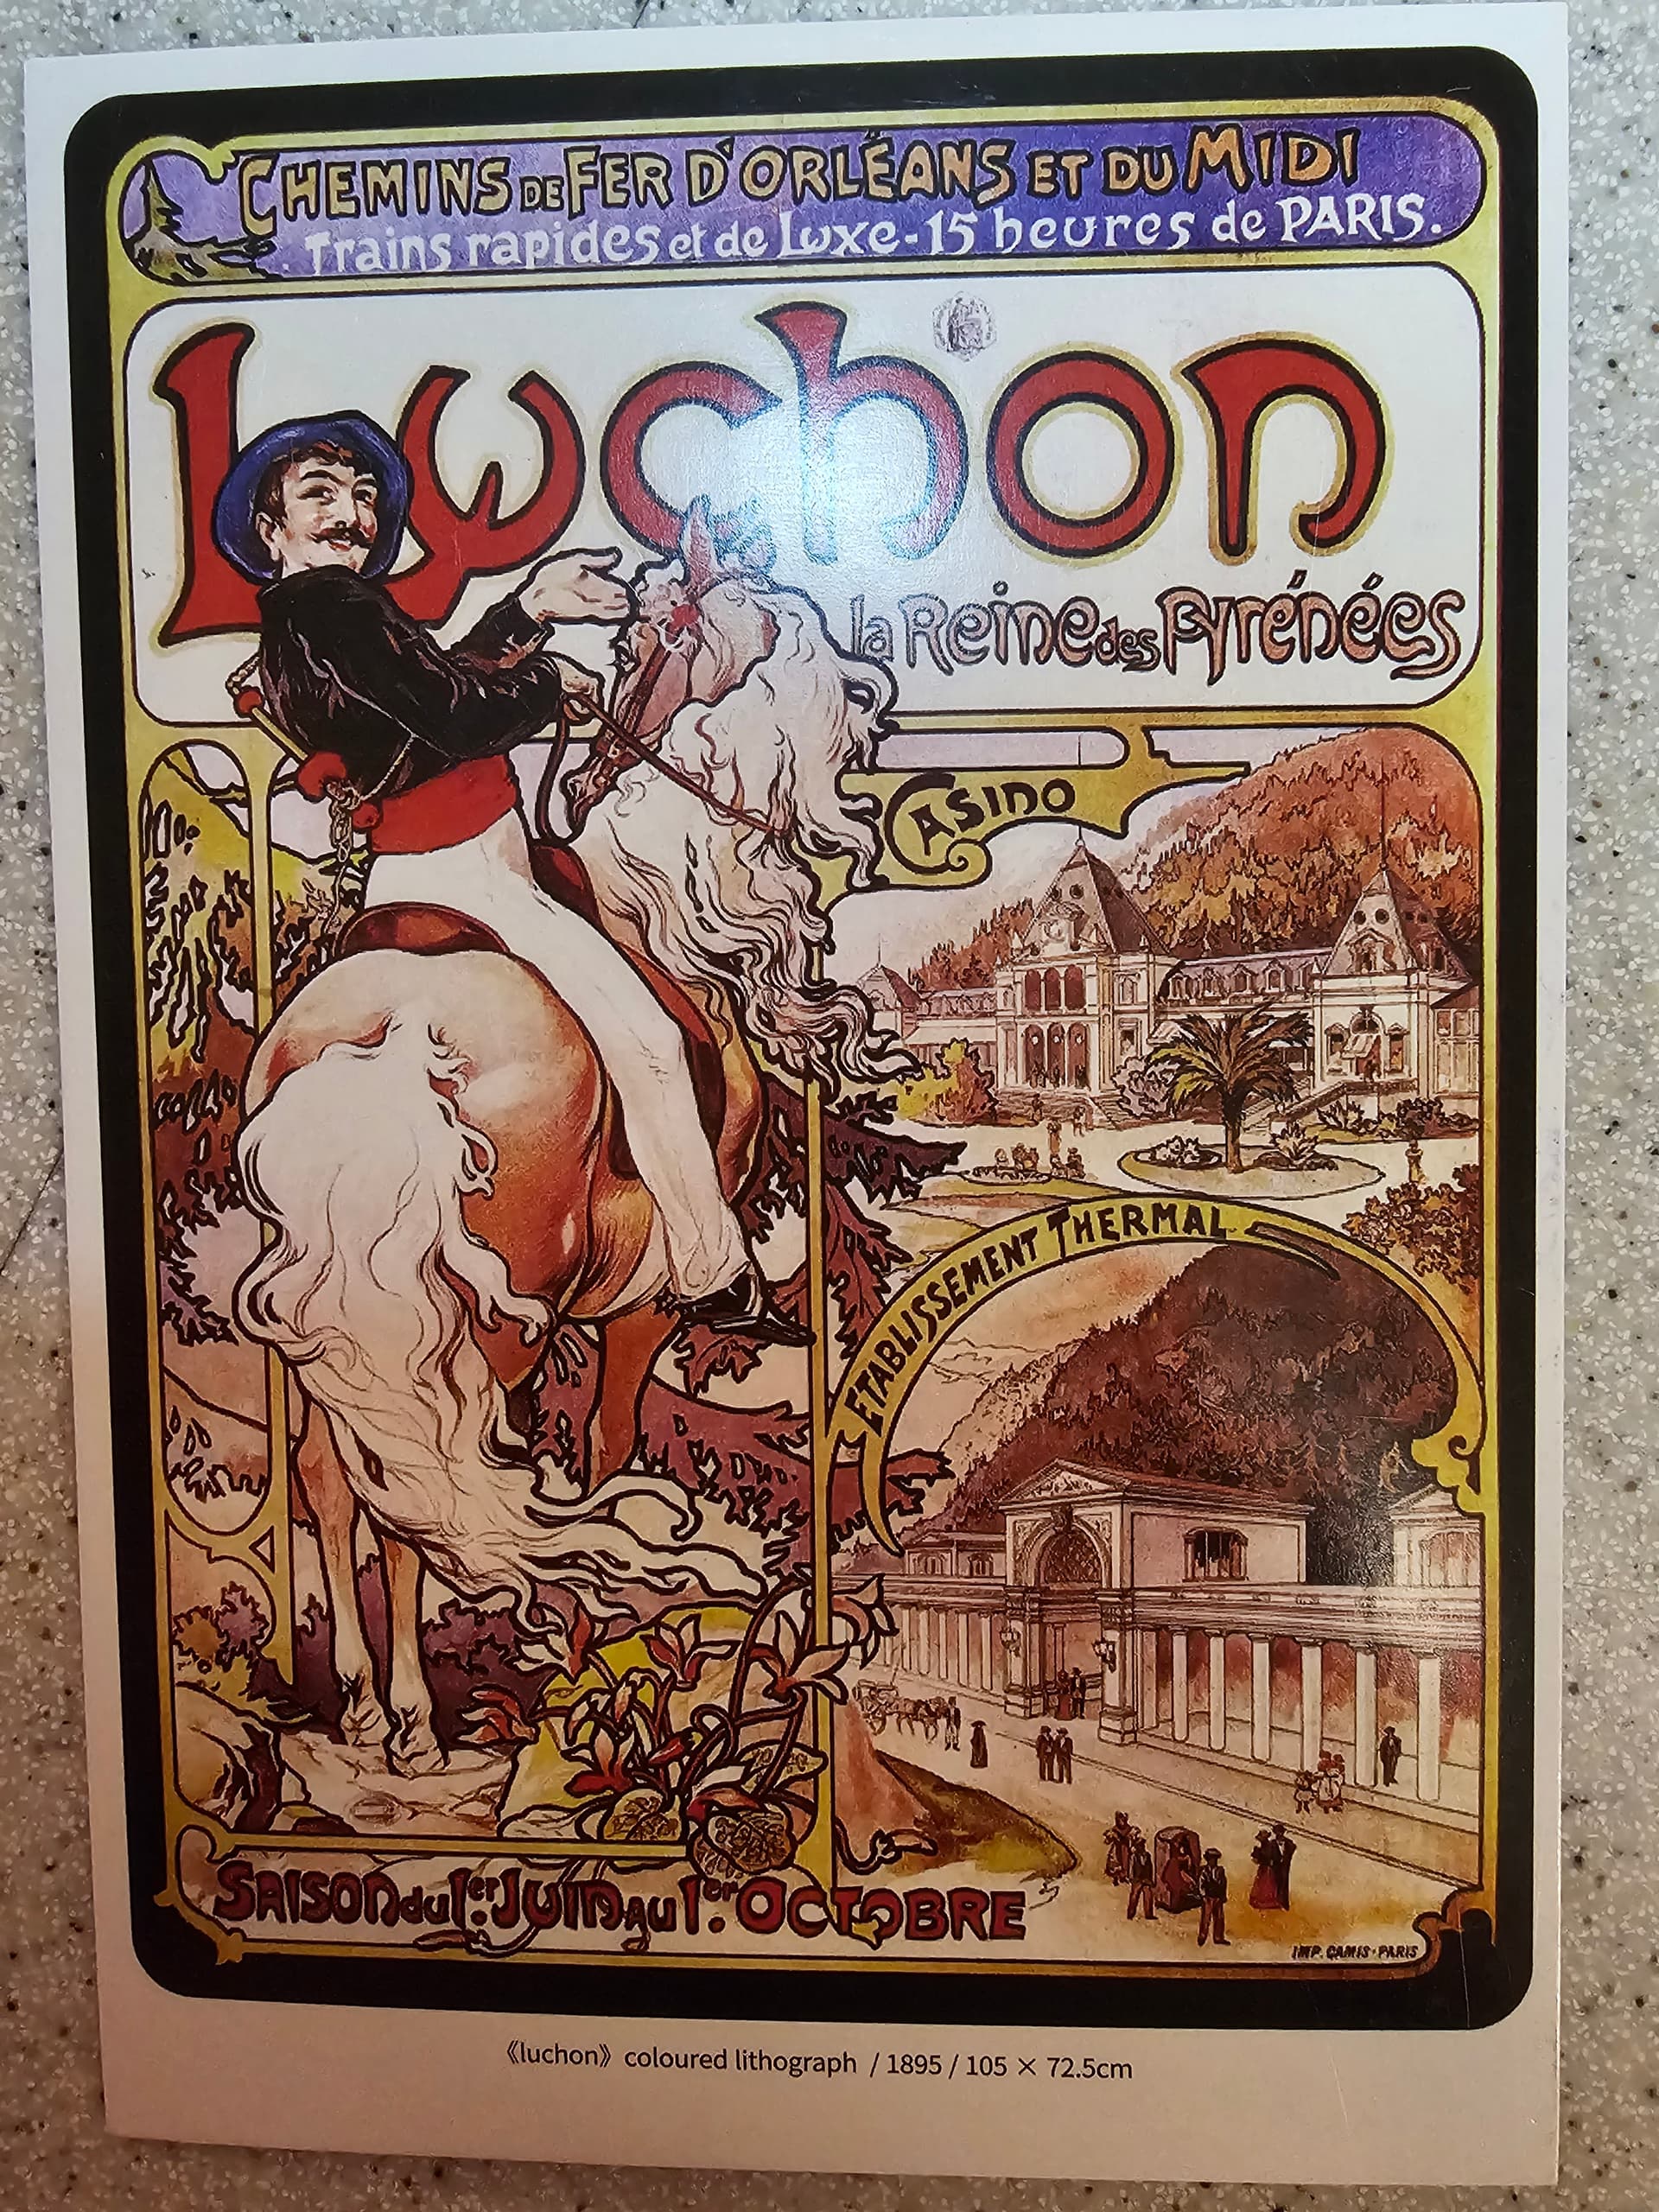 CHEMINS DE FER D'ORLÉANS ET DU MIDI
Trains rapides et de Luxe-15 heures de PARIS.
Luchon
la Reine des Pyrénées
CASINO
ETABLISSEMENT THERMAL
SAISON du 1er JUIN au 1er OCTOBRE
IMP. CAMIS-PARIS
《luchon》 coloured lithograph / 1895 / 105 × 72.5cm